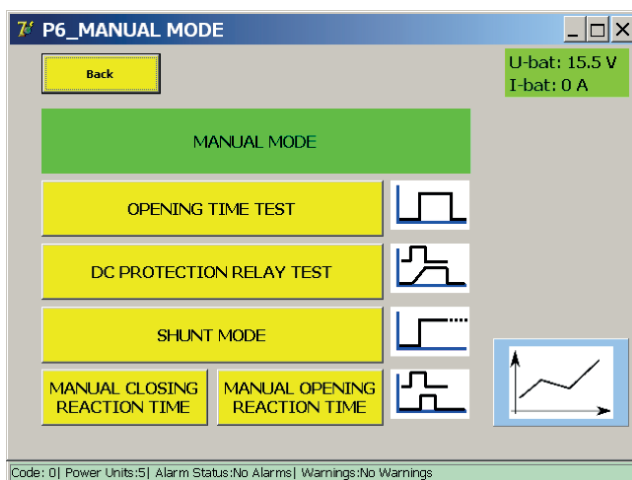 P6_MANUAL MODE
Back
U-bat: 15.5 V
I-bat: 0 A
MANUAL MODE
OPENING TIME TEST
DC PROTECTION RELAY TEST
SHUNT MODE
MANUAL CLOSING
REACTION TIME
MANUAL OPENING
REACTION TIME
Code: 0| Power Units:5| Alarm Status:No Alarms| Warnings:No Warnings